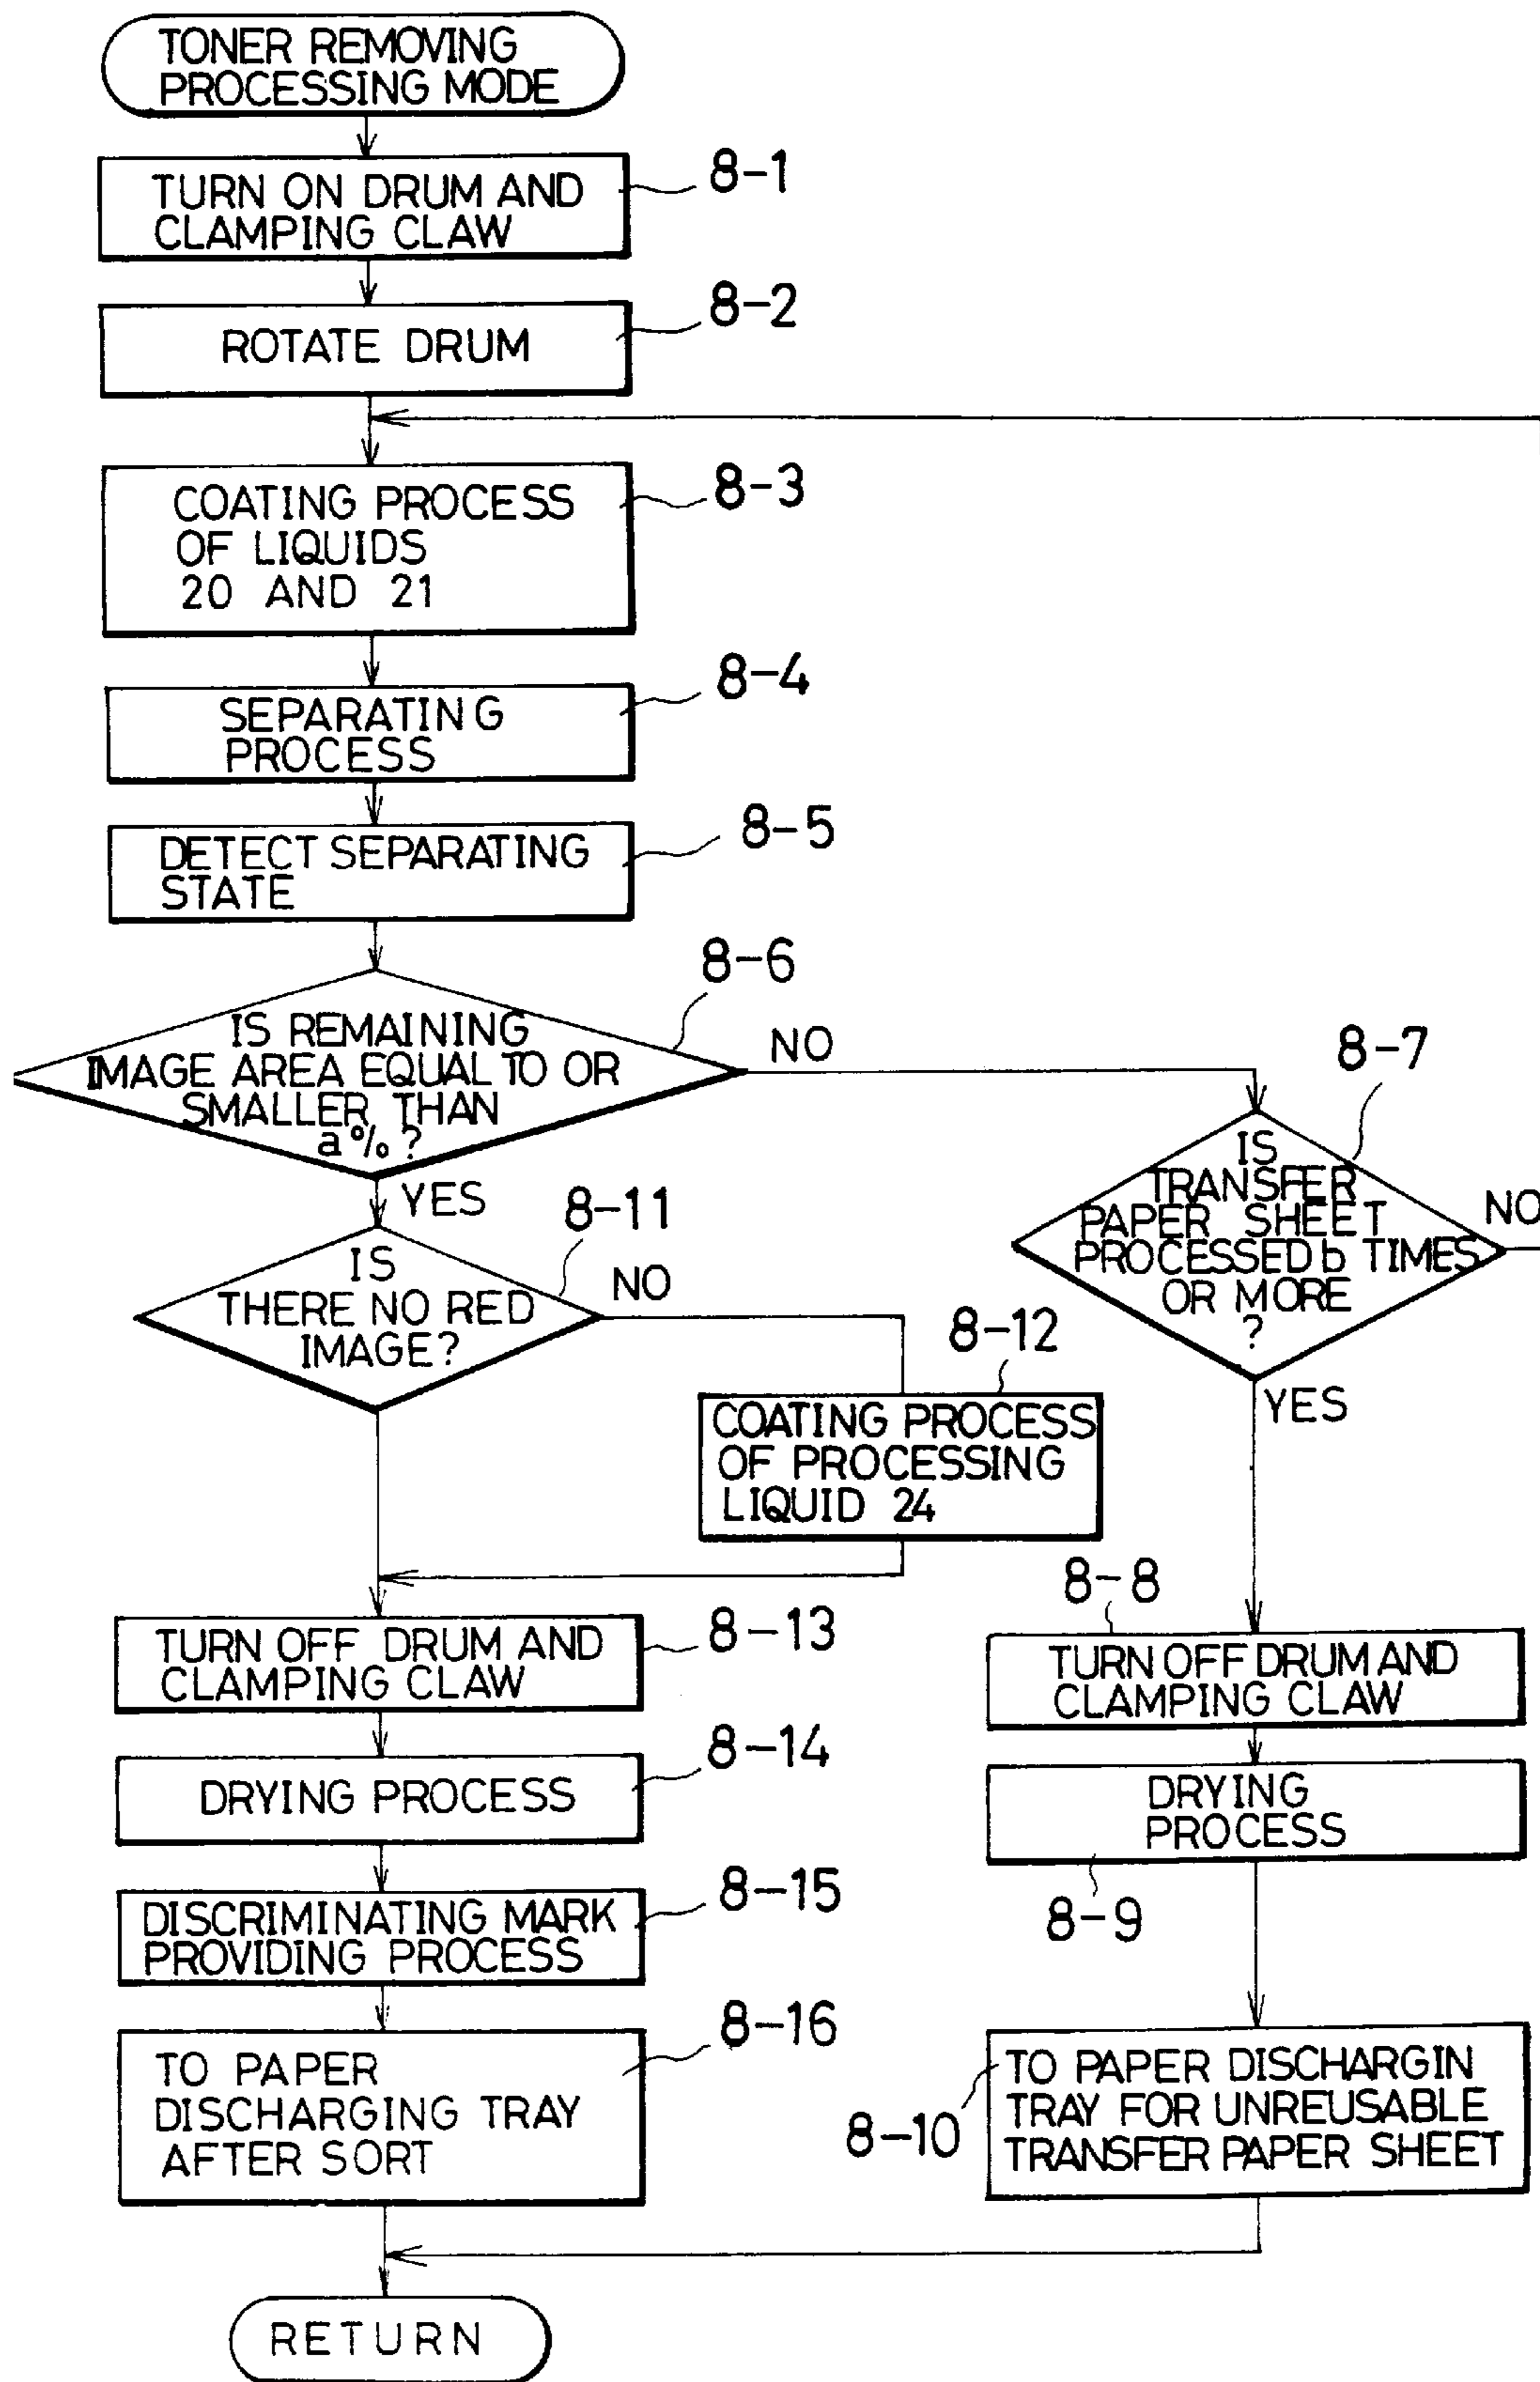 TONER REMOVING
PROCESSING MODE
TURN ON DRUM AND
CLAMPING CLAW
8-1
ROTATE DRUM
8-2
COATING PROCESS
OF LIQUIDS
20 AND 21
8-3
SEPARATING
PROCESS
8-4
DETECT SEPARATING
STATE
8-5
IS REMAINING
IMAGE AREA EQUAL TO OR
SMALLER THAN
a%?
8-6
NO
YES
IS
TRANSFER
PAPER SHEET
PROCESSED b TIMES
OR MORE
?
8-7
NO
YES
IS
THERE NO RED
IMAGE?
8-11
NO
COATING PROCESS
OF PROCESSING
LIQUID 24
8-12
TURN OFF DRUM AND
CLAMPING CLAW
8-13
TURN OFF DRUM AND
CLAMPING CLAW
8-8
DRYING PROCESS
8-14
DRYING
PROCESS
8-9
DISCRIMINATING MARK
PROVIDING PROCESS
8-15
TO PAPER
DISCHARGING TRAY
AFTER SORT
8-16
TO PAPER DISCHARGIN
TRAY FOR UNREUSABLE
TRANSFER PAPER SHEET
8-10
RETURN